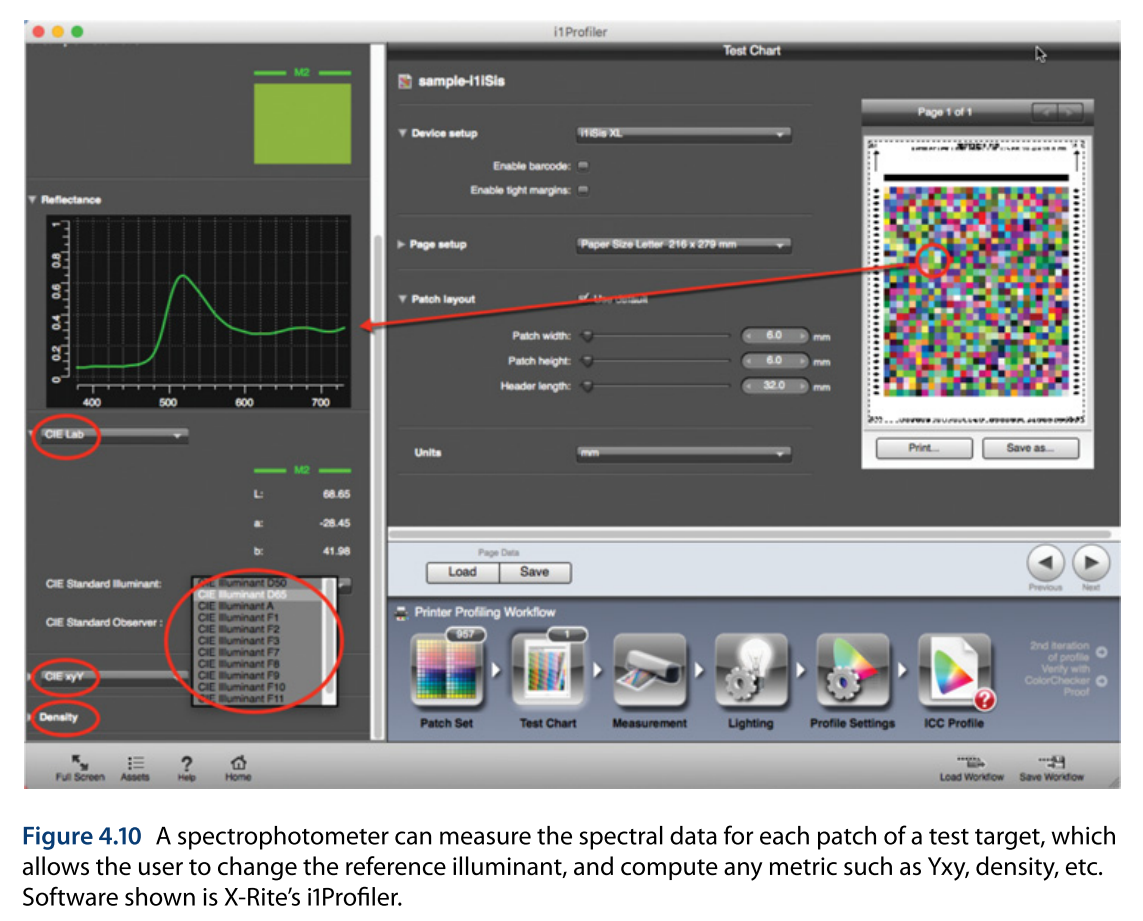 i1Profiler
M2
Reflectance
1
0.8
0.6
0.4
0.2
0
400 500 600 700
CIE Lab
M2
L: 68.65
a: -28.45
b: 41.98
CIE Standard Illuminant:
CIE Illuminant D50
CIE Illuminant D65
CIE Illuminant A
CIE Illuminant F1
CIE Illuminant F2
CIE Illuminant F3
CIE Illuminant F7
CIE Illuminant F8
CIE Illuminant F9
CIE Illuminant F10
CIE Illuminant F11
CIE Standard Observer :
CIE xyY
Density
Test Chart
sample-i1iSis
Device setup i1iSis XL
Enable barcode:
Enable tight margins:
Page setup Paper Size Letter 216 x 279 mm
Patch layout Use default
Patch width: 6.0 mm
Patch height: 6.0 mm
Header length: 32.0 mm
Units mm
Page 1 of 1
Print... Save as...
Page Data
Load Save
Previous Next
Printer Profiling Workflow
957 1
Patch Set Test Chart Measurement Lighting Profile Settings ICC Profile
2nd iteration
of profile
Verify with
ColorChecker
Proof
Full Screen Assets Help Home
Load Workflow Save Workflow
Figure 4.10 A spectrophotometer can measure the spectral data for each patch of a test target, which
allows the user to change the reference illuminant, and compute any metric such as Yxy, density, etc.
Software shown is X-Rite’s i1Profiler.